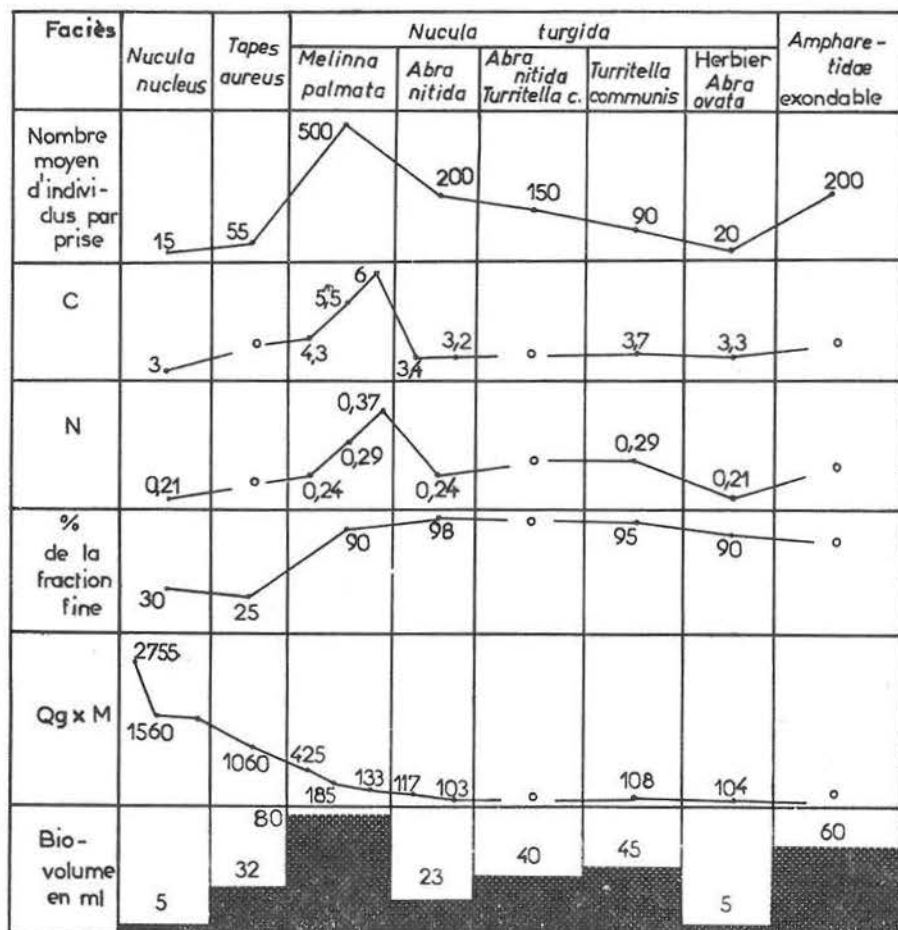 Faciès
Nucula nucleus
Tapes aureus
Nucula turgida
Melinna palmata
Abra nitida
Abra nitida Turritella c.
Turritella communis
Herbier Abra ovata
Amphare-
tidae
exondable
Nombre
moyen
d'indivi-
dus par
prise
15
55
500
200
150
90
20
200
C
3
4,3
5,5
6
3,4
3,2
3,7
3,3
N
0,21
0,24
0,29
0,37
0,24
0,29
0,21
%
de la
fraction
fine
30
25
90
98
95
90
Qg x M
2755
1560
1060
425
185
133
117
103
108
104
Bio-
volume
en ml
5
32
80
23
40
45
5
60